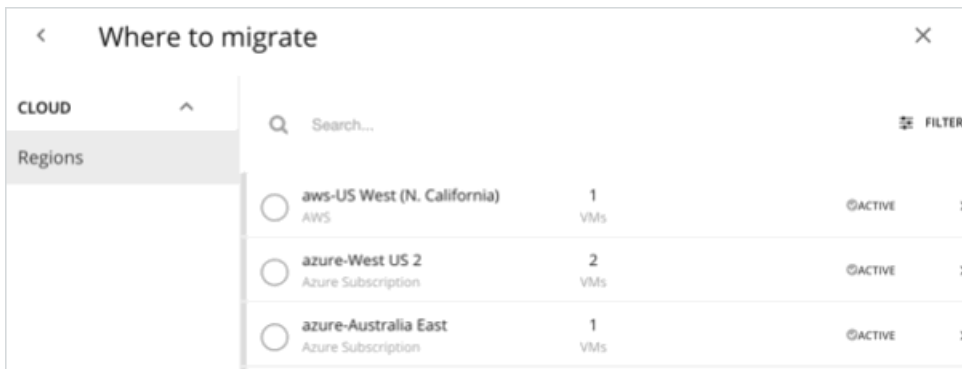 Where to migrate
CLOUD
Regions
Search...
FILTER
aws-US West (N. California) 1 ACTIVE
AWS VMs
azure-West US 2 2 ACTIVE
Azure Subscription VMs
azure-Australia East 1 ACTIVE
Azure Subscription VMs